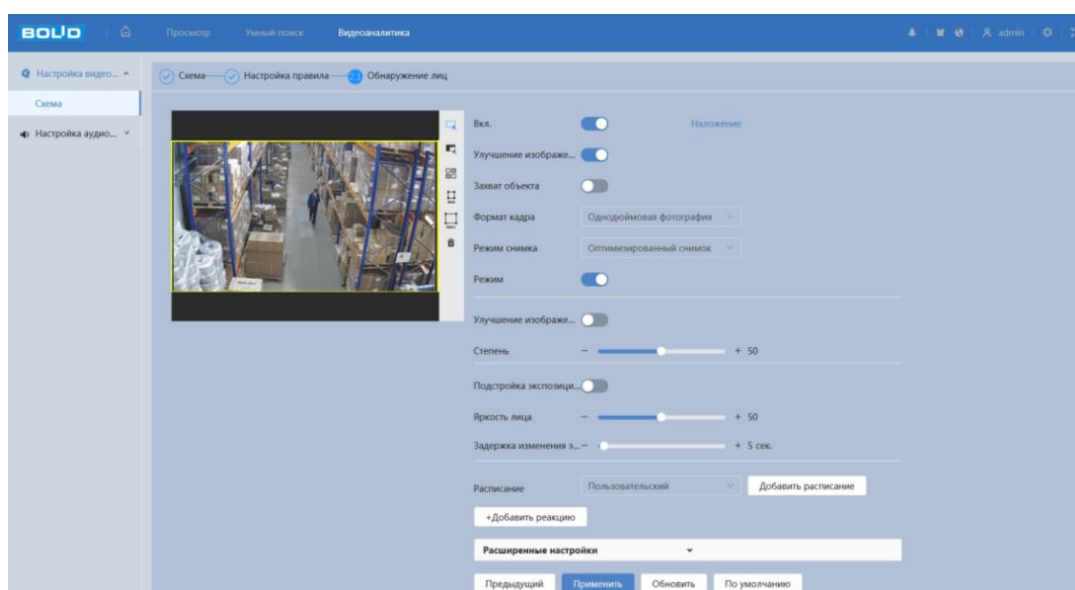 BOLID Просмотр Умный поиск Видеоаналитика admin
Настройка видео...
Схема
Настройка аудио...
Схема Настройка правила 2.1 Обнаружение лиц
Вкл. Наложение
Улучшение изображе...
Захват объекта
Формат кадра Однодюймовая фотография
Режим снимка Оптимизированный снимок
Режим
Улучшение изображе...
Степень − + 50
Подстройка экспозици...
Яркость лица − + 50
Задержка изменения э... − + 5 сек.
Расписание Пользовательский Добавить расписание
+Добавить реакцию
Расширенные настройки
Предыдущий Применить Обновить По умолчанию